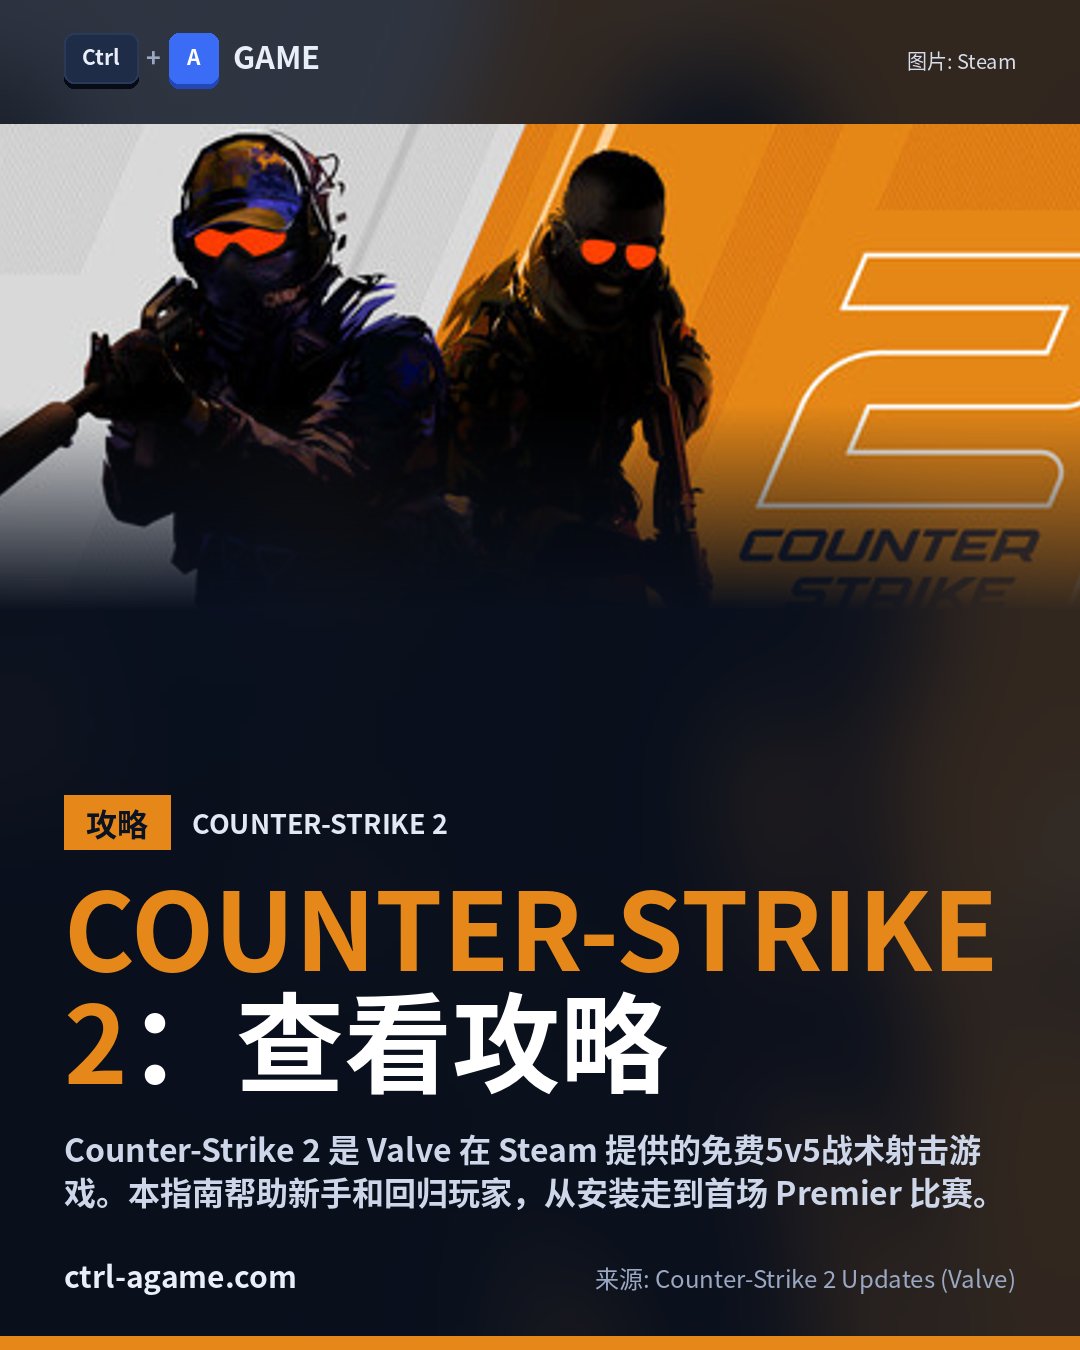 Ctrl + A GAME
图片: Steam
2
COUNTER
STRIKE
攻略 COUNTER-STRIKE 2
COUNTER-STRIKE
2：查看攻略
Counter-Strike 2 是 Valve 在 Steam 提供的免费5v5战术射击游
戏。本指南帮助新手和回归玩家，从安装走到首场 Premier 比赛。
ctrl-agame.com
来源: Counter-Strike 2 Updates (Valve)